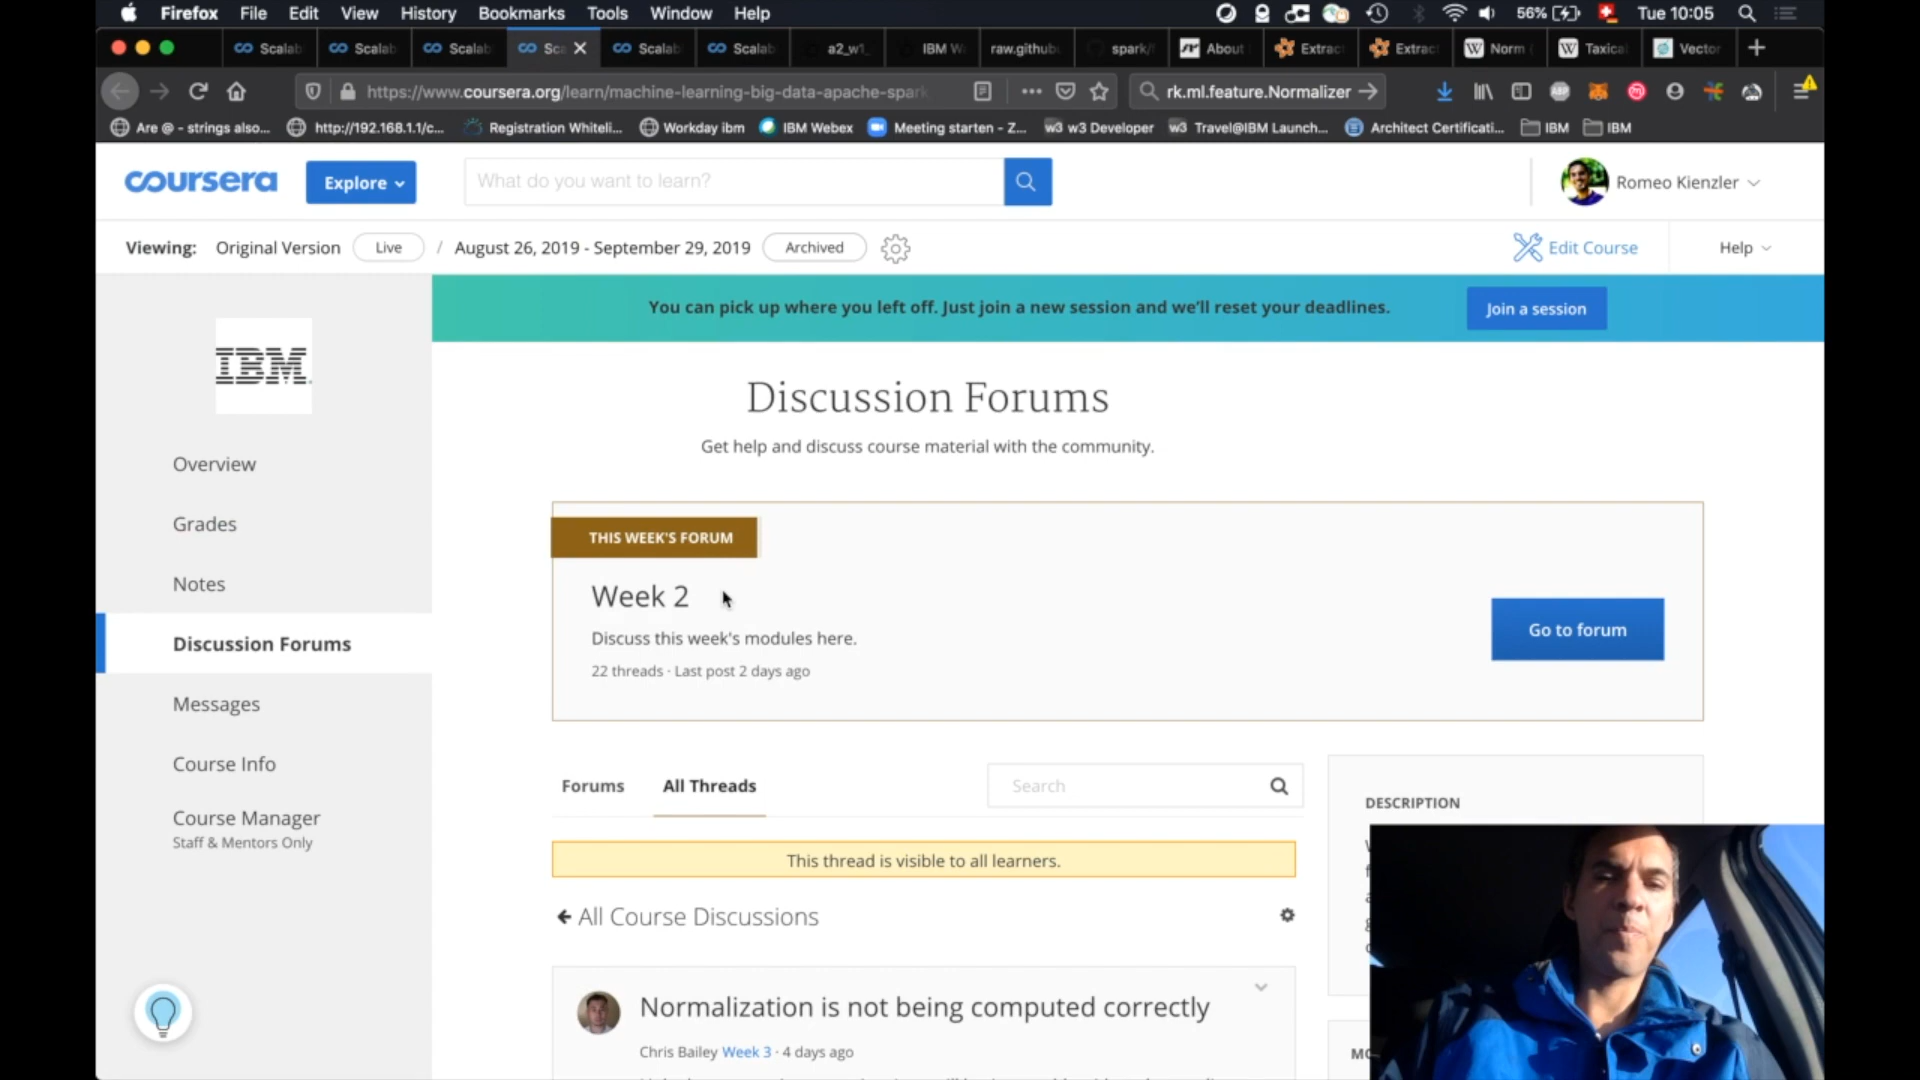 Firefox File Edit View History Bookmarks Tools Window Help 56% Tue 10:05
Scalab Scalab Scalab Sca Scalab Scalab a2_w1_ IBM W raw.github spark/ About Extrac Extrac Norm ( Taxica Vector
https://www.coursera.org/learn/machine-learning-big-data-apache-spark rk.ml.feature.Normalizer
Are @ - strings also... http://192.168.1.1/c... Registration Whiteli... Workday ibm IBM Webex Meeting starten - Z... w3 w3 Developer w3 Travel@IBM Launch... Architect Certificati... IBM IBM
coursera Explore What do you want to learn? Romeo Kienzler
Viewing: Original Version Live / August 26, 2019 - September 29, 2019 Archived Edit Course Help
You can pick up where you left off. Just join a new session and we'll reset your deadlines. Join a session
IBM
Discussion Forums
Get help and discuss course material with the community.
Overview
Grades
Notes
Discussion Forums
Messages
Course Info
Course Manager
Staff & Mentors Only
THIS WEEK'S FORUM
Week 2
Discuss this week's modules here.
22 threads · Last post 2 days ago
Go to forum
Forums All Threads Search
This thread is visible to all learners.
All Course Discussions
Normalization is not being computed correctly
Chris Bailey Week 3 · 4 days ago
DESCRIPTION